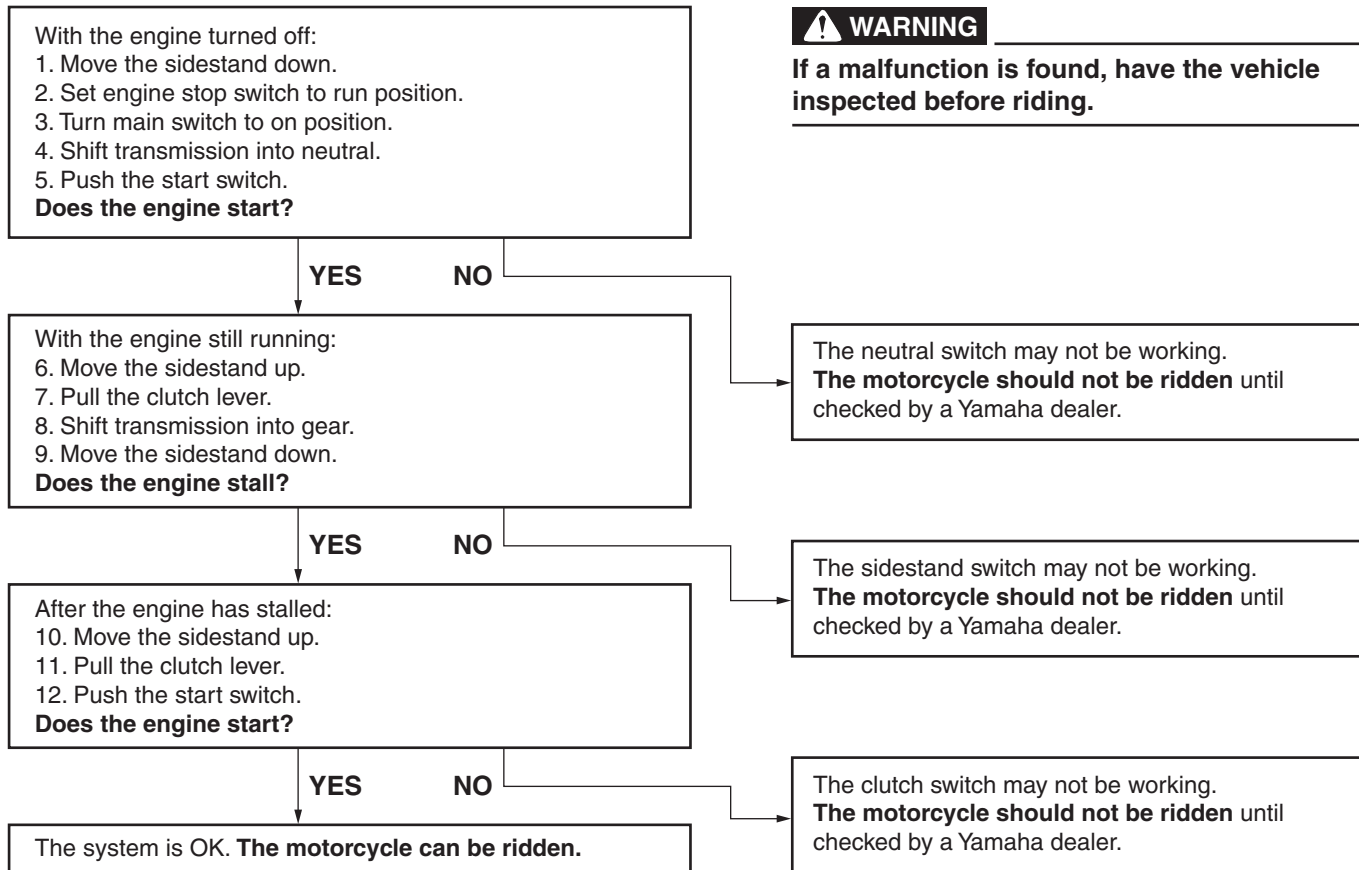 With the engine turned off:
1. Move the sidestand down.
2. Set engine stop switch to run position.
3. Turn main switch to on position.
4. Shift transmission into neutral.
5. Push the start switch.
Does the engine start?
WARNING
If a malfunction is found, have the vehicle
inspected before riding.
YES
NO
The neutral switch may not be working.
The motorcycle should not be ridden until
checked by a Yamaha dealer.
With the engine still running:
6. Move the sidestand up.
7. Pull the clutch lever.
8. Shift transmission into gear.
9. Move the sidestand down.
Does the engine stall?
YES
NO
The sidestand switch may not be working.
The motorcycle should not be ridden until
checked by a Yamaha dealer.
After the engine has stalled:
10. Move the sidestand up.
11. Pull the clutch lever.
12. Push the start switch.
Does the engine start?
YES
NO
The clutch switch may not be working.
The motorcycle should not be ridden until
checked by a Yamaha dealer.
The system is OK. The motorcycle can be ridden.